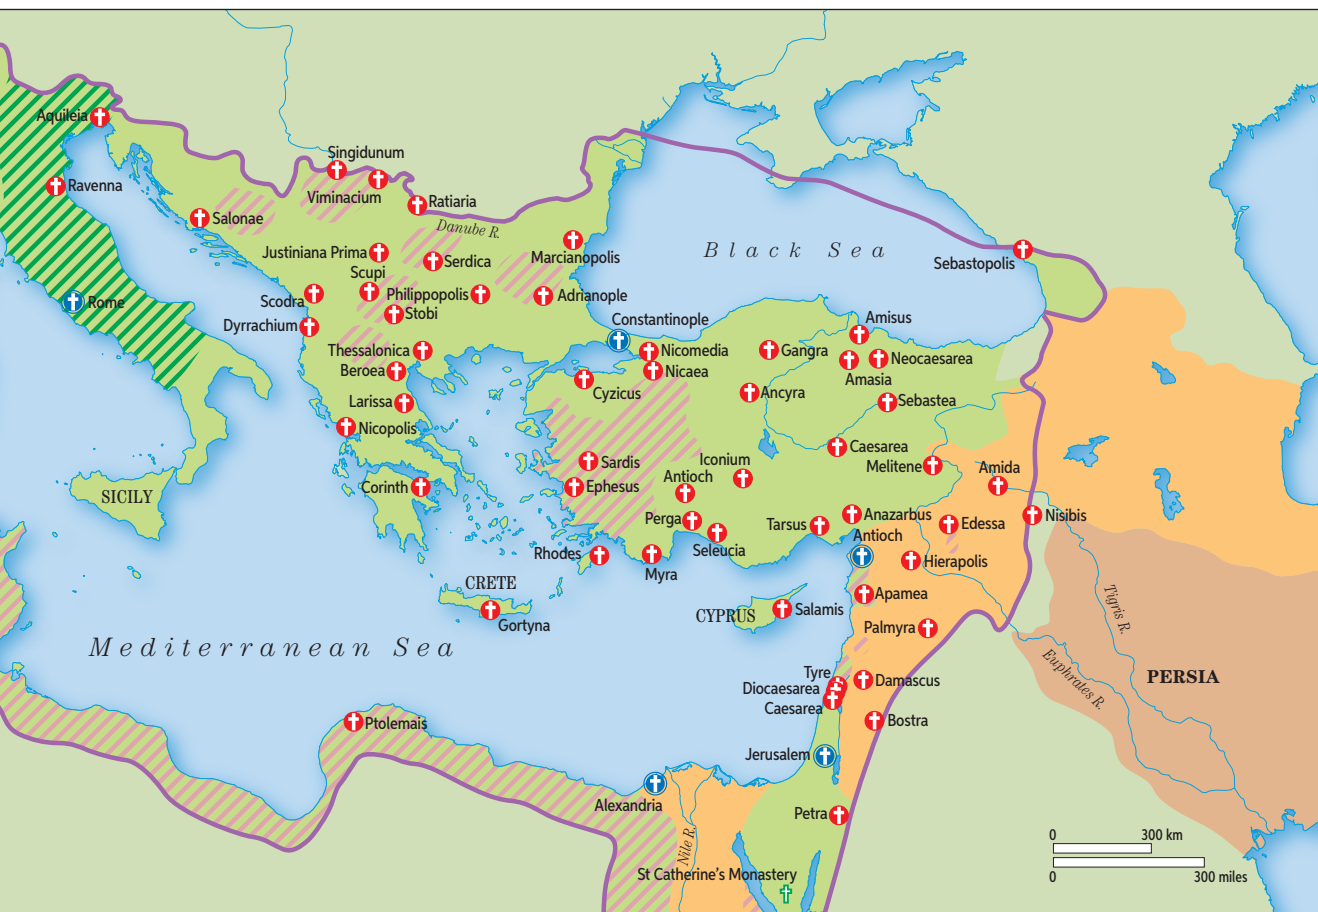 Aquileia
Singidunum
Ravenna
Viminacium
Ratiaria
Salonae
Danube R.
Black Sea
Justiniana Prima
Serdica
Marcianopolis
Sebastopolis
Scupi
Scodra
Philippopolis
Adrianople
Rome
Stobi
Constantinople
Amisus
Dyrrachium
Thessalonica
Nicomedia
Gangra
Neocaesarea
Beroea
Nicaea
Amasia
Cyzicus
Ancyra
Sebastea
Larissa
Nicopolis
Caesarea
Sardis
Iconium
Melitene
Amida
Antioch
SICILY
Corinth
Ephesus
Perga
Tarsus
Anazarbus
Edessa
Nisibis
Seleucia
Antioch
Rhodes
Myra
Hierapolis
CRETE
Apamea
Tigris R.
CYPRUS
Salamis
Gortyna
Palmyra
Mediterranean Sea
Tyre
Euphrates R.
PERSIA
Diocaesarea
Damascus
Caesarea
Ptolemais
Bostra
Jerusalem
Alexandria
Petra
Nile R.
0 300 km
St Catherine's Monastery
0 300 miles